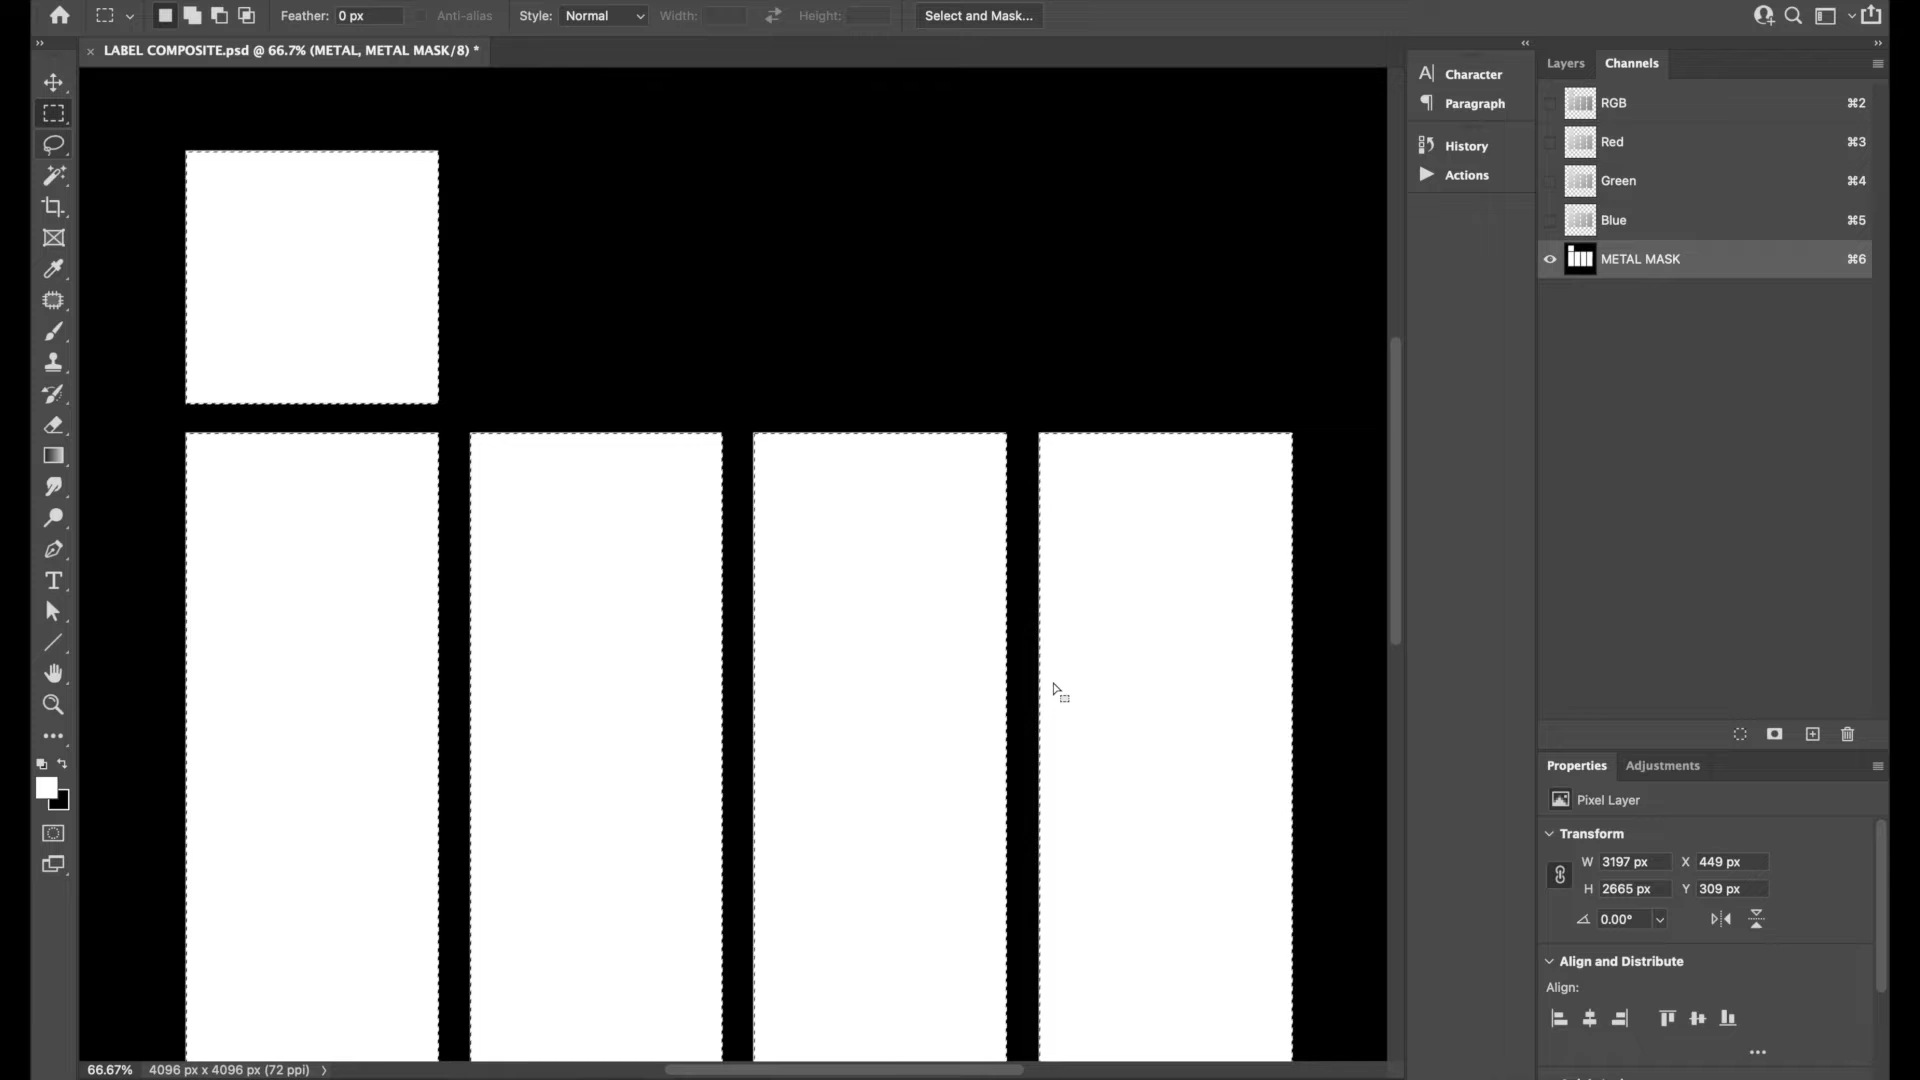 Feather: 0 px Anti-alias Style: Normal Width: Height: Select and Mask...
LABEL COMPOSITE.psd @ 66.7% (METAL, METAL MASK/8) *
Character
Paragraph
History
Actions
Layers Channels
RGB ⌘2
Red ⌘3
Green ⌘4
Blue ⌘5
METAL MASK ⌘6
Properties Adjustments
Pixel Layer
Transform
W 3197 px X 449 px
H 2665 px Y 309 px
0.00°
Align and Distribute
Align:
66.67% 4096 px x 4096 px (72 ppi)